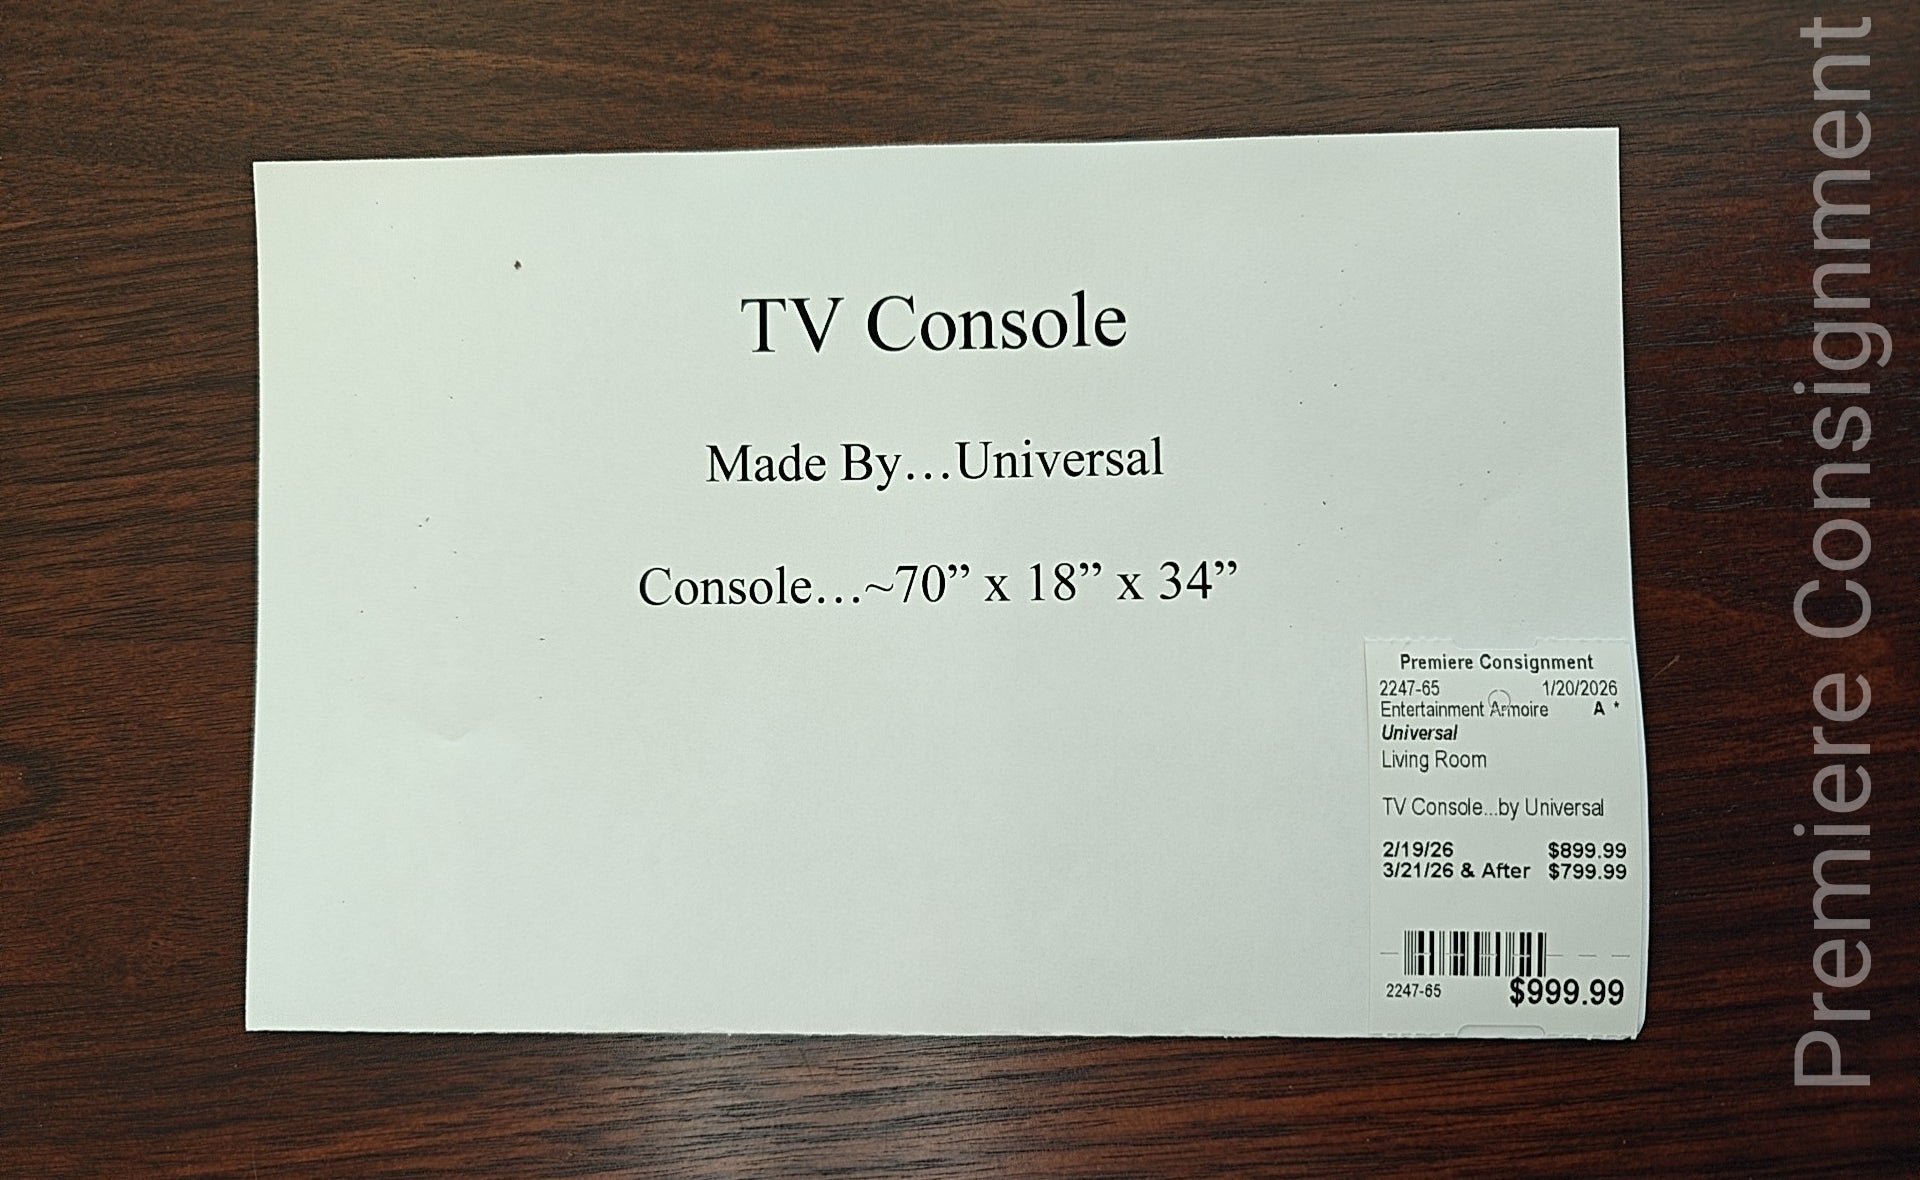 TV Console
Made By…Universal
Console…~70” x 18” x 34”
Premiere Consignment
2247-65 1/20/2026
Entertainment Armoire A *
Universal
Living Room
TV Console...by Universal
2/19/26 $899.99
3/21/26 & After $799.99
2247-65 $999.99
Premiere Consignment